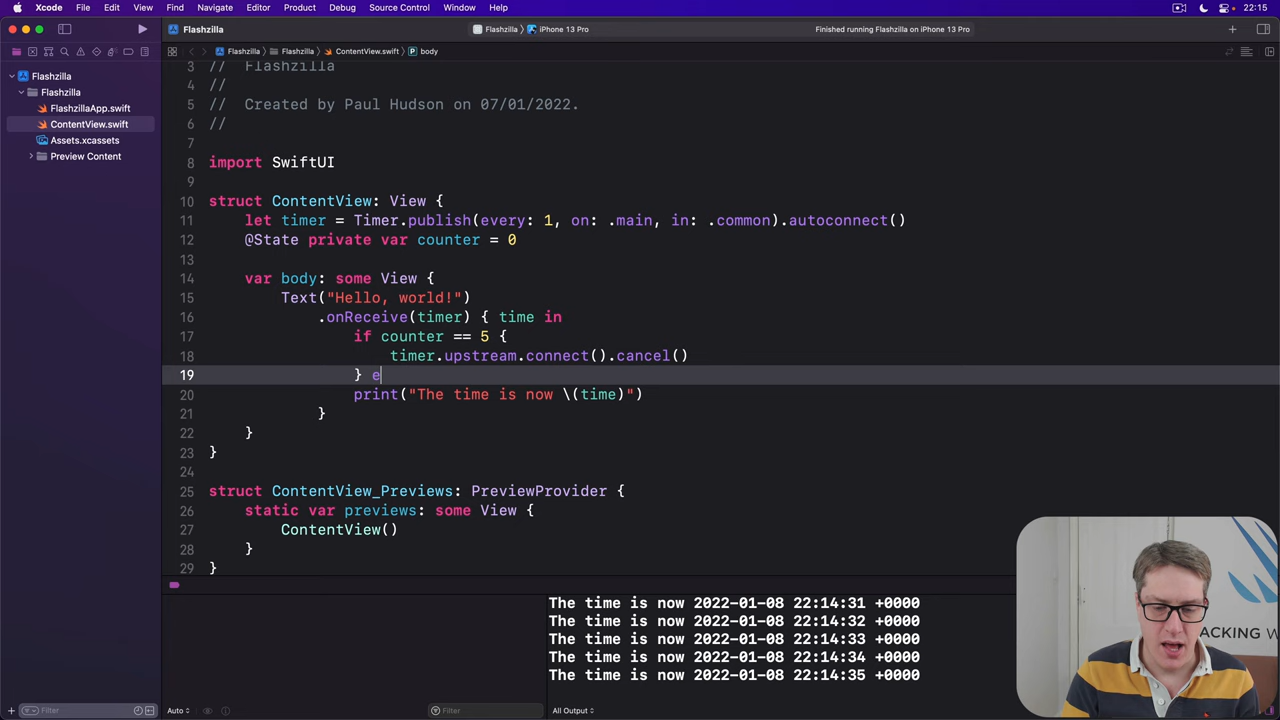 Xcode File Edit View Find Navigate Editor Product Debug Source Control Window Help 22:15
Flashzilla Flashzilla iPhone 13 Pro Finished running Flashzilla on iPhone 13 Pro
Flashzilla Flashzilla ContentView.swift body
Flashzilla
Flashzilla
FlashzillaApp.swift
ContentView.swift
Assets.xcassets
Preview Content
3 // Flashzilla
4 //
5 // Created by Paul Hudson on 07/01/2022.
6 //
7
8 import SwiftUI
9
10 struct ContentView: View {
11 let timer = Timer.publish(every: 1, on: .main, in: .common).autoconnect()
12 @State private var counter = 0
13
14 var body: some View {
15 Text("Hello, world!")
16 .onReceive(timer) { time in
17 if counter == 5 {
18 timer.upstream.connect().cancel()
19 } e
20 print("The time is now \(time)")
21 }
22 }
23 }
24
25 struct ContentView_Previews: PreviewProvider {
26 static var previews: some View {
27 ContentView()
28 }
29 }
The time is now 2022-01-08 22:14:31 +0000
The time is now 2022-01-08 22:14:32 +0000
The time is now 2022-01-08 22:14:33 +0000
The time is now 2022-01-08 22:14:34 +0000
The time is now 2022-01-08 22:14:35 +0000
ACKING W
Filter Auto Filter All Output